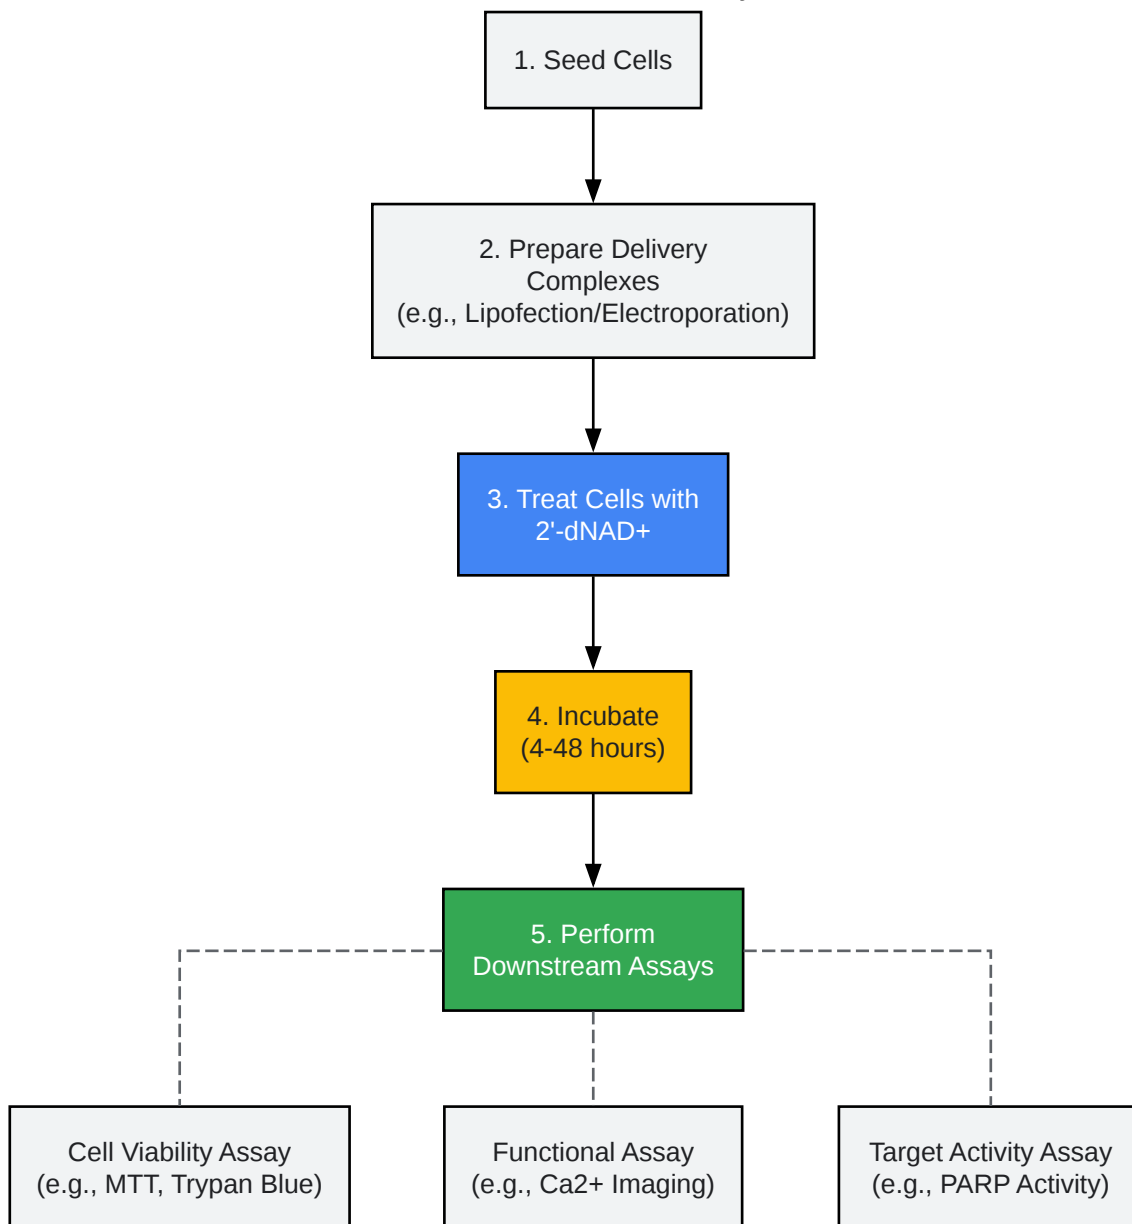 1. Seed Cells
2. Prepare Delivery
Complexes
(e.g., Lipofection/Electroporation)
3. Treat Cells with
2'-dNAD+
4. Incubate
(4-48 hours)
5. Perform
Downstream Assays
Cell Viability Assay
(e.g., MTT, Trypan Blue)
Functional Assay
(e.g., Ca2+ Imaging)
Target Activity Assay
(e.g., PARP Activity)